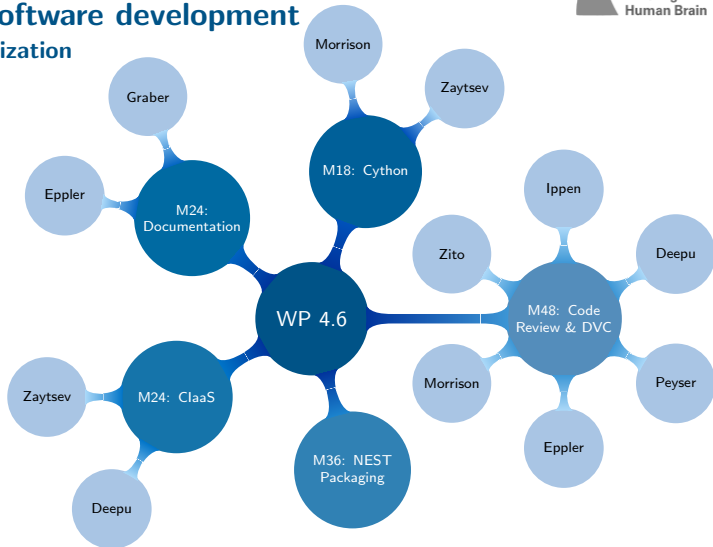 oftware development
ization
Human Brain
Morrison
Zaytsev
Graber
M18: Cython
Eppler
M24:
Documentation
Ippen
Zito
Deepu
WP 4.6
M48: Code
Review & DVC
Zaytsev
M24: CIaaS
Morrison
Peyser
Eppler
M36: NEST
Packaging
Deepu